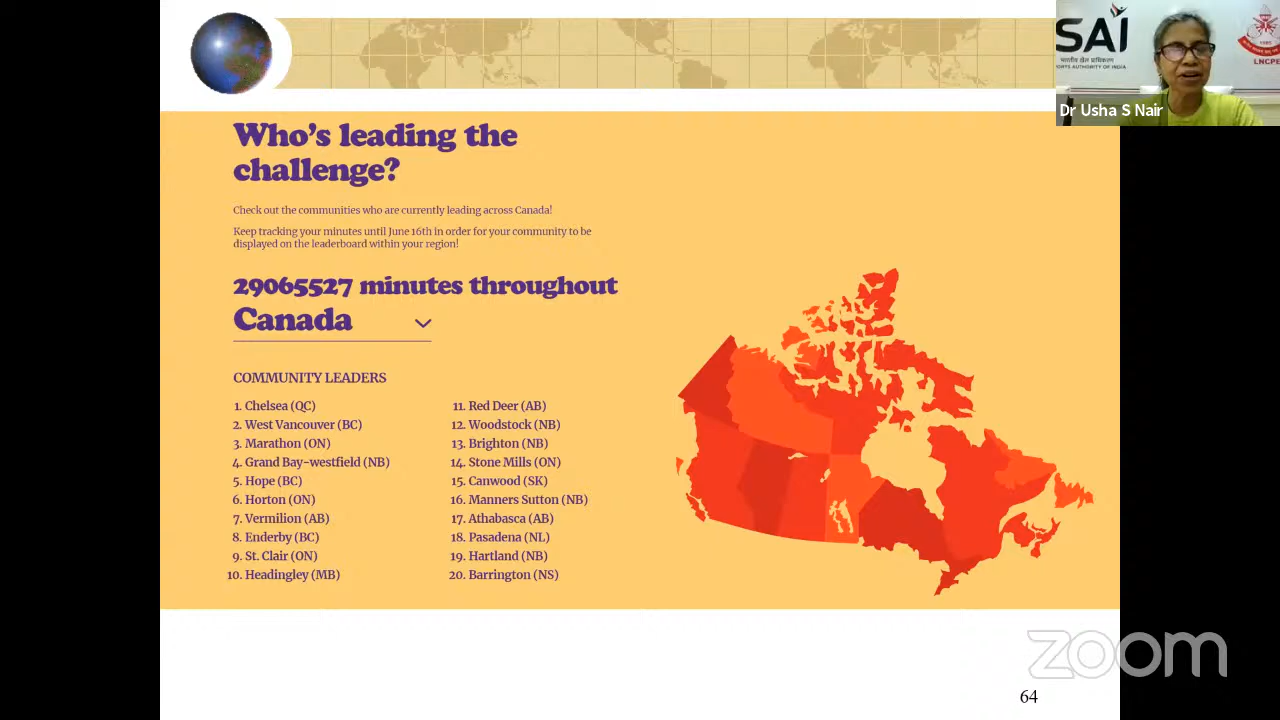 Who's leading the
challenge?
Check out the communities who are currently leading across Canada!
Keep tracking your minutes until June 16th in order for your community to be
displayed on the leaderboard within your region!
29065527 minutes throughout
Canada
COMMUNITY LEADERS
1. Chelsea (QC)
2. West Vancouver (BC)
3. Marathon (ON)
4. Grand Bay-westfield (NB)
5. Hope (BC)
6. Horton (ON)
7. Vermilion (AB)
8. Enderby (BC)
9. St. Clair (ON)
10. Headingley (MB)
11. Red Deer (AB)
12. Woodstock (NB)
13. Brighton (NB)
14. Stone Mills (ON)
15. Canwood (SK)
16. Manners Sutton (NB)
17. Athabasca (AB)
18. Pasadena (NL)
19. Hartland (NB)
20. Barrington (NS)
SAI
भारतीय खेल प्राधिकरण
ORTS AUTHORITY OF INDIA
LNCPE
Dr Usha S Nair
zoom
64